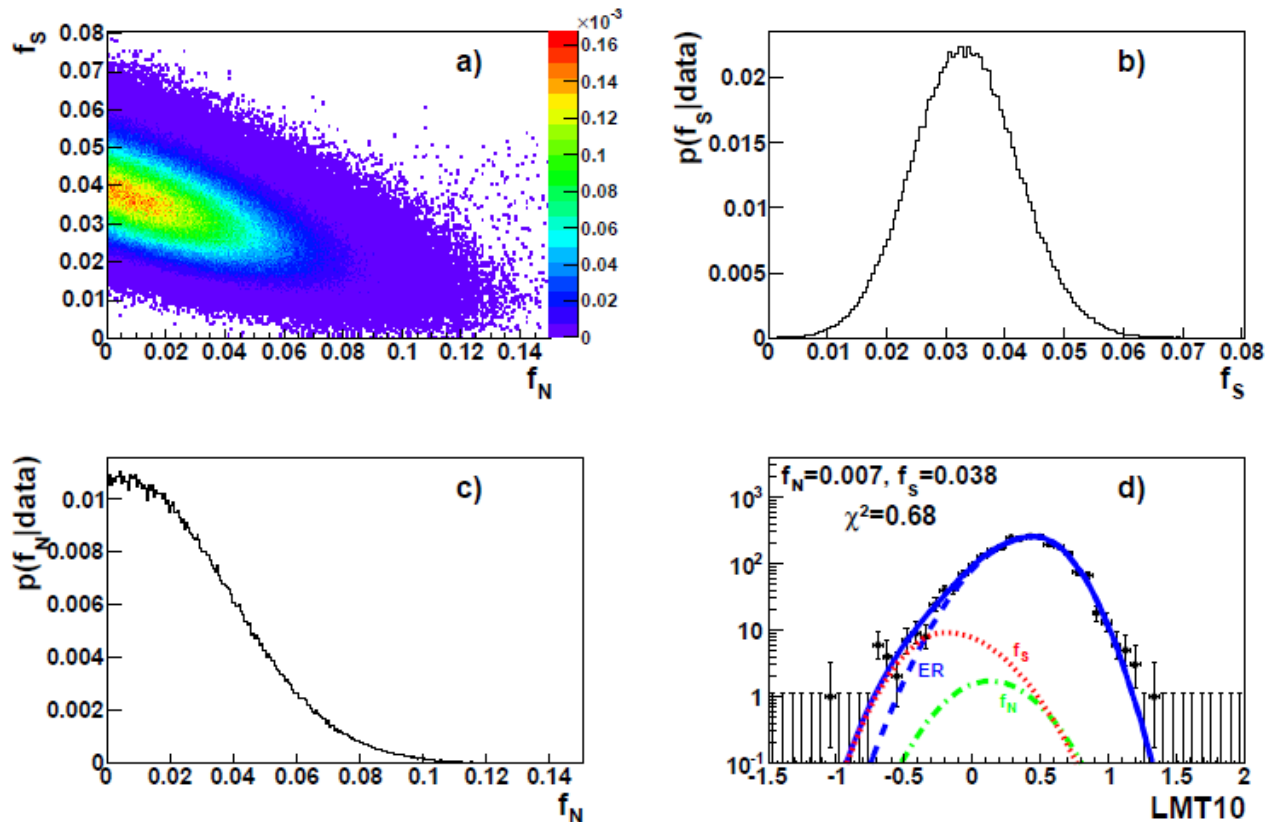 ×10⁻³
f_S
0.08
0.07
0.06
0.05
0.04
0.03
0.02
0.01
0
a)
0.16
0.14
0.12
0.1
0.08
0.06
0.04
0.02
0
0 0.02 0.04 0.06 0.08 0.1 0.12 0.14
f_N
p(f_S|data)
b)
0.02
0.015
0.01
0.005
0
0 0.01 0.02 0.03 0.04 0.05 0.06 0.07 0.08
f_S
p(f_N|data)
c)
0.01
0.008
0.006
0.004
0.002
0
0 0.02 0.04 0.06 0.08 0.1 0.12 0.14
f_N
f_N=0.007, f_S=0.038
χ²=0.68
d)
10³
10²
10
1
10⁻¹
f_S
ER
f_N
-1.5 -1 -0.5 0 0.5 1 1.5 2
LMT10